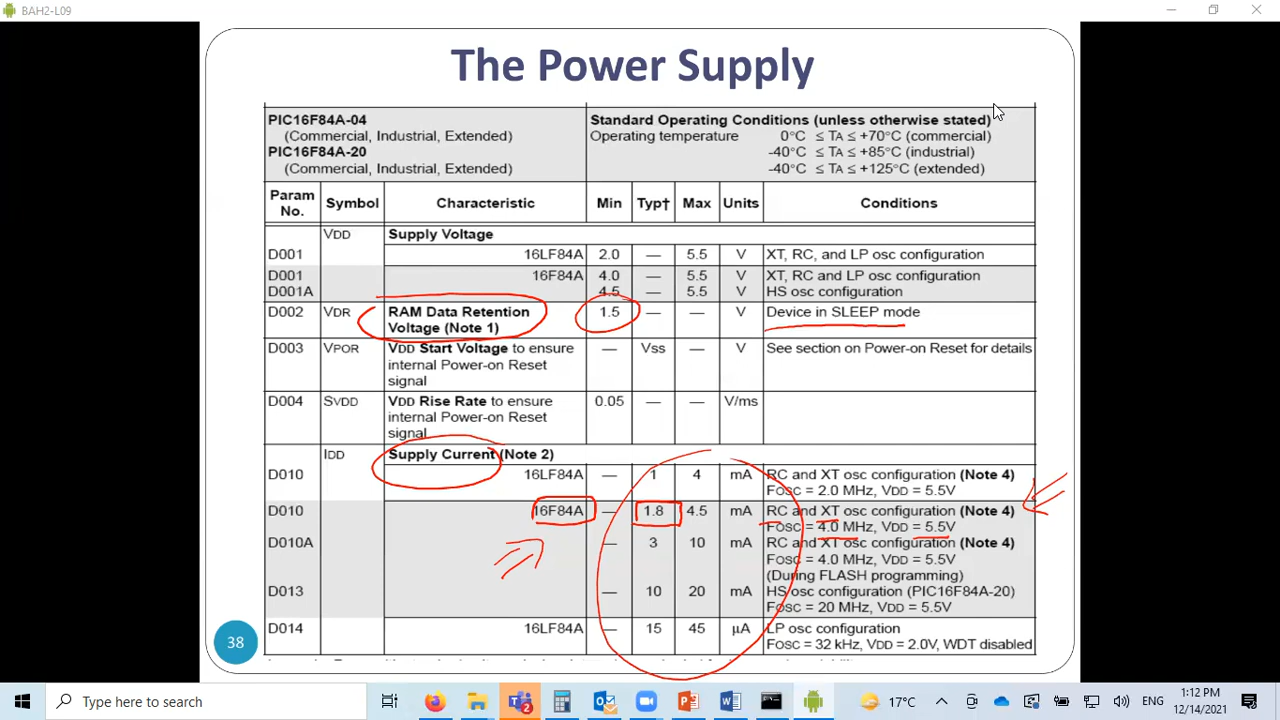 BAH2-L09
The Power Supply
PIC16F84A-04
(Commercial, Industrial, Extended)
PIC16F84A-20
(Commercial, Industrial, Extended)
Standard Operating Conditions (unless otherwise stated)
Operating temperature 0°C ≤ TA ≤ +70°C (commercial)
-40°C ≤ TA ≤ +85°C (industrial)
-40°C ≤ TA ≤ +125°C (extended)
Param No. Symbol Characteristic Min Typ† Max Units Conditions
VDD Supply Voltage
D001 16LF84A 2.0 — 5.5 V XT, RC, and LP osc configuration
D001 16F84A 4.0 — 5.5 V XT, RC and LP osc configuration
D001A 4.5 — 5.5 V HS osc configuration
D002 VDR RAM Data Retention 1.5 — — V Device in SLEEP mode
Voltage (Note 1)
D003 VPOR VDD Start Voltage to ensure — Vss — V See section on Power-on Reset for details
internal Power-on Reset
signal
D004 SVDD VDD Rise Rate to ensure 0.05 — — V/ms
internal Power-on Reset
signal
IDD Supply Current (Note 2)
D010 16LF84A — 1 4 mA RC and XT osc configuration (Note 4)
FOSC = 2.0 MHz, VDD = 5.5V
D010 16F84A — 1.8 4.5 mA RC and XT osc configuration (Note 4)
FOSC = 4.0 MHz, VDD = 5.5V
D010A — 3 10 mA RC and XT osc configuration (Note 4)
FOSC = 4.0 MHz, VDD = 5.5V
(During FLASH programming)
D013 — 10 20 mA HS osc configuration (PIC16F84A-20)
FOSC = 20 MHz, VDD = 5.5V
D014 16LF84A — 15 45 μA LP osc configuration
FOSC = 32 kHz, VDD = 2.0V, WDT disabled
38
Type here to search
2
17°C
ENG
1:12 PM
12/14/2021